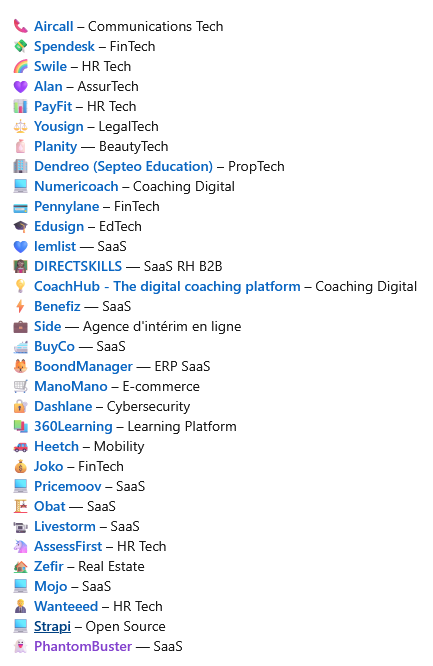 📞 Aircall – Communications Tech
💸 Spendesk – FinTech
🌈 Swile – HR Tech
💜 Alan – AssurTech
📊 PayFit – HR Tech
⚖️ Yousign – LegalTech
🧴 Planity — BeautyTech
🏢 Dendreo (Septeo Education) – PropTech
💻 Numericoach – Coaching Digital
💳 Pennylane – FinTech
🎓 Edusign – EdTech
💙 lemlist — SaaS
👩🏫 DIRECTSKILLS — SaaS RH B2B
💡 CoachHub - The digital coaching platform – Coaching Digital
⚡ Benefiz — SaaS
💼 Side — Agence d'intérim en ligne
🚢 BuyCo — SaaS
🦊 BoondManager — ERP SaaS
🛒 ManoMano – E-commerce
🔐 Dashlane – Cybersecurity
📚 360Learning – Learning Platform
🚗 Heetch – Mobility
💰 Joko – FinTech
💻 Pricemoov – SaaS
🏗️ Obat — SaaS
📹 Livestorm – SaaS
🦄 AssessFirst – HR Tech
🏠 Zefir – Real Estate
💻 Mojo – SaaS
👨‍💼 Wanteeed – HR Tech
💻 Strapi – Open Source
👻 PhantomBuster — SaaS